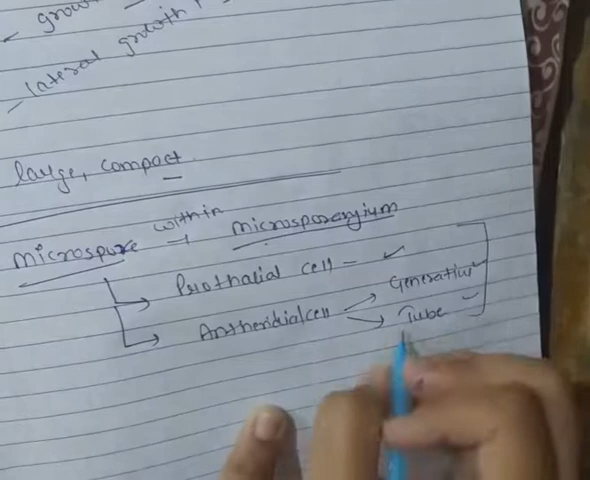 lateral growth
large, compact
microspore within → microsporangium
Prothalial cell - ✓
Generative
Antheridial cell
Tube